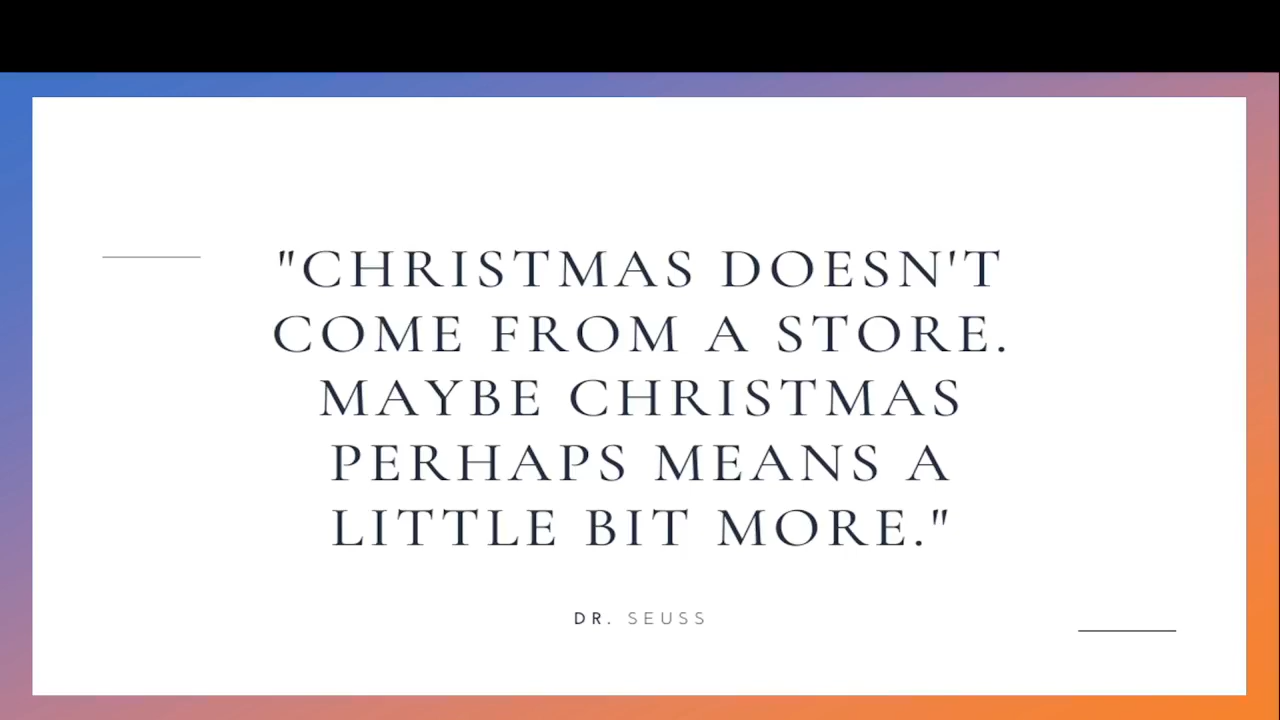 "CHRISTMAS DOESN'T
COME FROM A STORE.
MAYBE CHRISTMAS
PERHAPS MEANS A
LITTLE BIT MORE."
DR. SEUSS